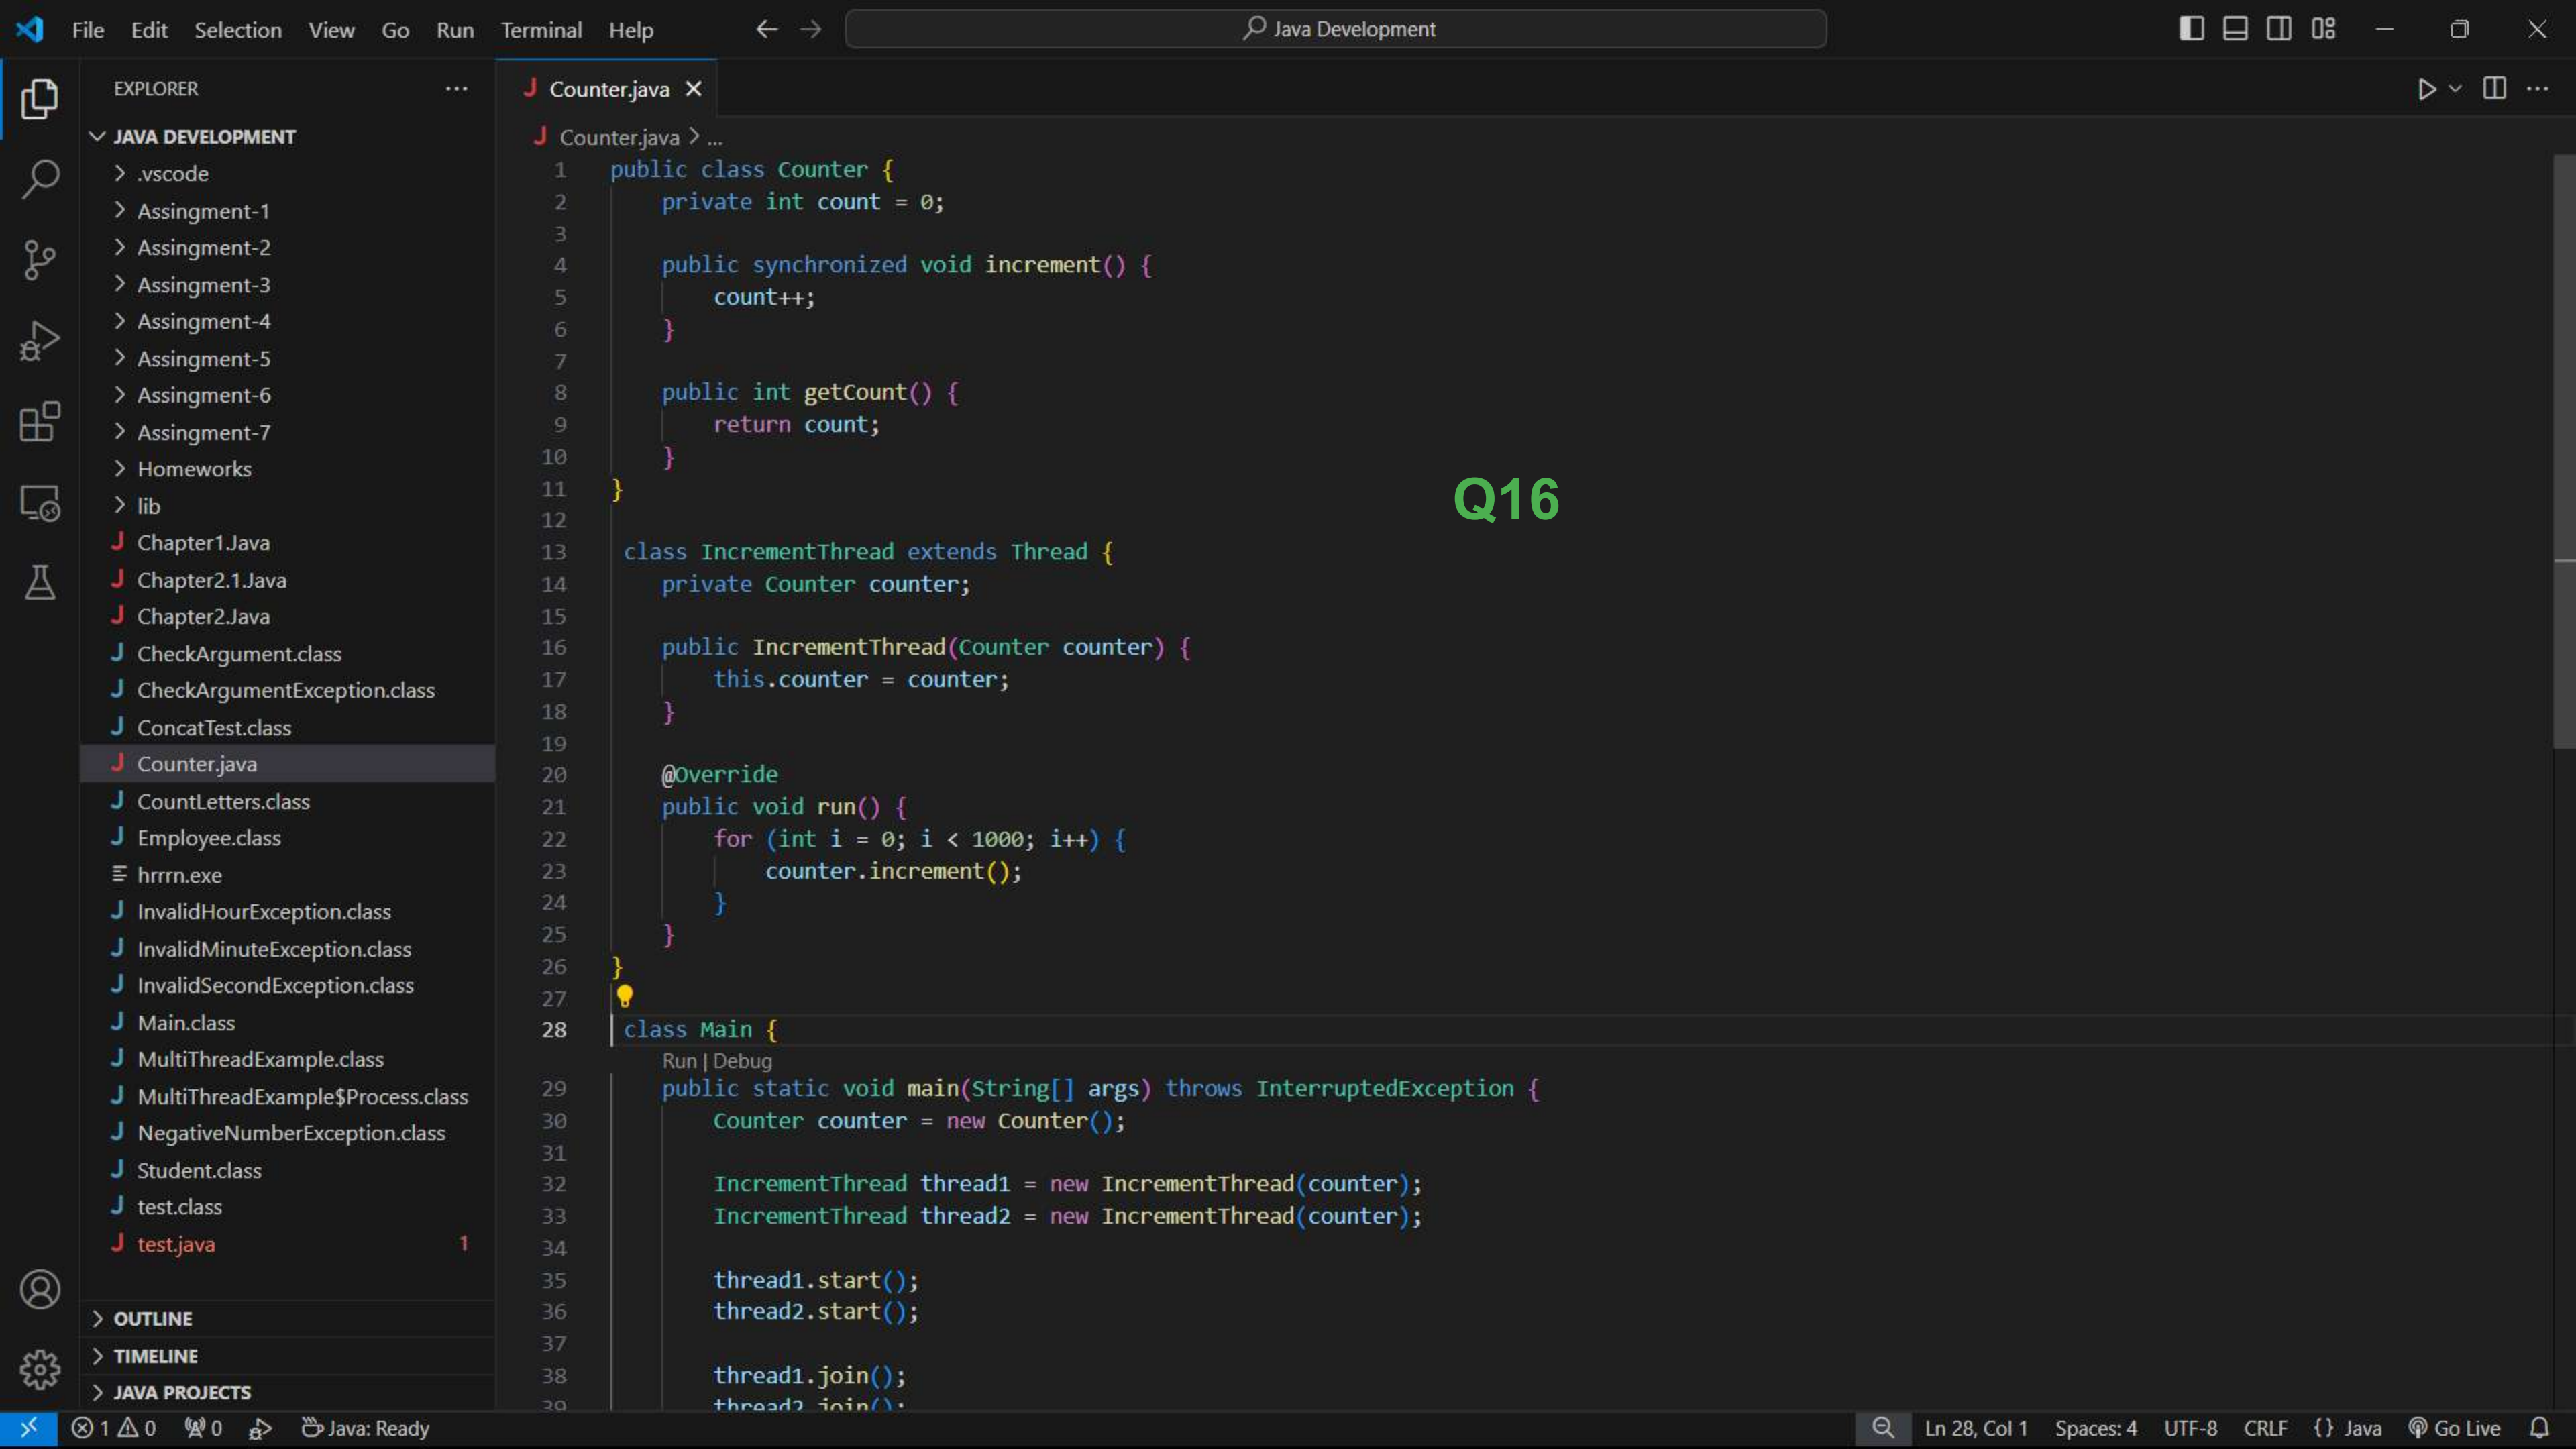 File Edit Selection View Go Run Terminal Help
Java Development
EXPLORER
JAVA DEVELOPMENT
.vscode
Assingment-1
Assingment-2
Assingment-3
Assingment-4
Assingment-5
Assingment-6
Assingment-7
Homeworks
lib
Chapter1.Java
Chapter2.1.Java
Chapter2.Java
CheckArgument.class
CheckArgumentException.class
ConcatTest.class
Counter.java
CountLetters.class
Employee.class
hrrrn.exe
InvalidHourException.class
InvalidMinuteException.class
InvalidSecondException.class
Main.class
MultiThreadExample.class
MultiThreadExample$Process.class
NegativeNumberException.class
Student.class
test.class
test.java 1
OUTLINE
TIMELINE
JAVA PROJECTS
Counter.java
Counter.java > ...
1 public class Counter {
2 private int count = 0;
3
4 public synchronized void increment() {
5 count++;
6 }
7
8 public int getCount() {
9 return count;
10 }
11 }
12
13 class IncrementThread extends Thread {
14 private Counter counter;
15
16 public IncrementThread(Counter counter) {
17 this.counter = counter;
18 }
19
20 @Override
21 public void run() {
22 for (int i = 0; i < 1000; i++) {
23 counter.increment();
24 }
25 }
26 }
27
28 class Main {
Run | Debug
29 public static void main(String[] args) throws InterruptedException {
30 Counter counter = new Counter();
31
32 IncrementThread thread1 = new IncrementThread(counter);
33 IncrementThread thread2 = new IncrementThread(counter);
34
35 thread1.start();
36 thread2.start();
37
38 thread1.join();
39 thread2.join();
Q16
1 0 0 Java: Ready
Ln 28, Col 1 Spaces: 4 UTF-8 CRLF {} Java Go Live